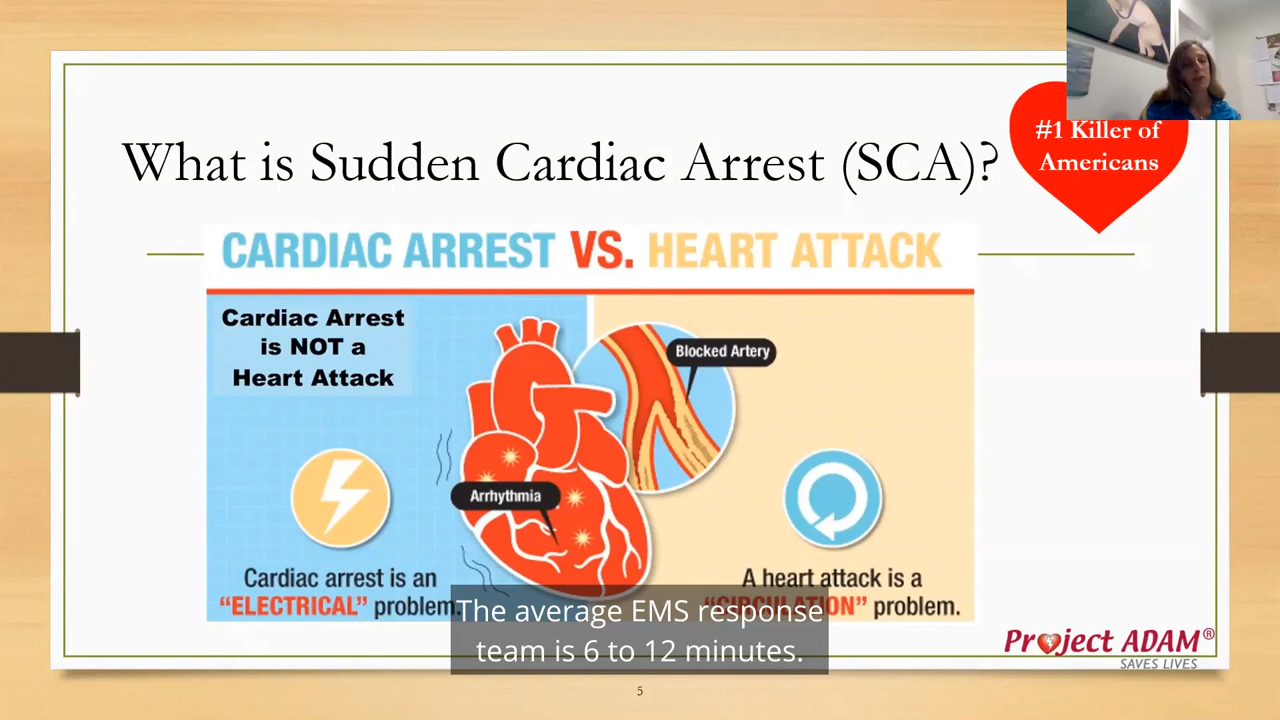 What is Sudden Cardiac Arrest (SCA)?
#1 Killer of
Americans
CARDIAC ARREST VS. HEART ATTACK
Cardiac Arrest
is NOT a
Heart Attack
Blocked Artery
Arrhythmia
Cardiac arrest is an
“ELECTRICAL” problem.
A heart attack is a
“CIRCULATION” problem.
The average EMS response
team is 6 to 12 minutes.
Project ADAM®
SAVES LIVES
5